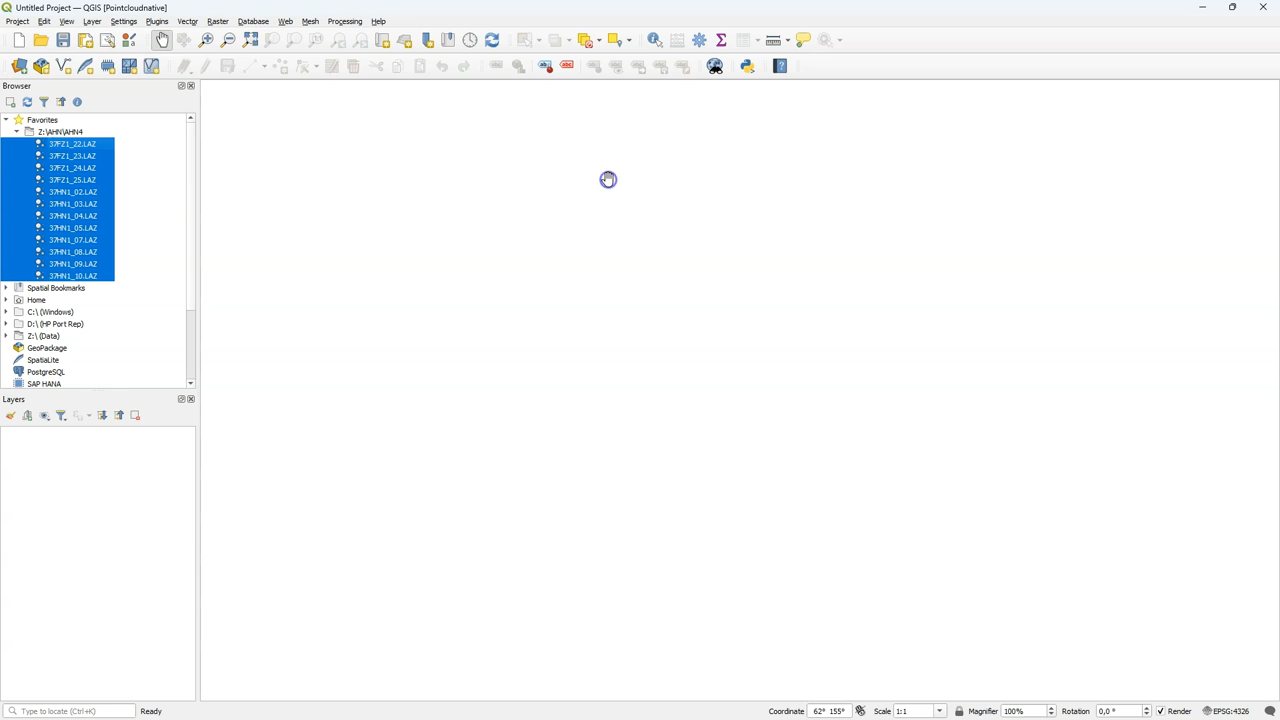 Untitled Project — QGIS [Pointcloudnative]
Project Edit View Layer Settings Plugins Vector Raster Database Web Mesh Processing Help
Browser
Favorites
Z:\AHN\AHN4
37FZ1_22.LAZ
37FZ1_23.LAZ
37FZ1_24.LAZ
37FZ1_25.LAZ
37HN1_02.LAZ
37HN1_03.LAZ
37HN1_04.LAZ
37HN1_05.LAZ
37HN1_07.LAZ
37HN1_08.LAZ
37HN1_09.LAZ
37HN1_10.LAZ
Spatial Bookmarks
Home
C:\ (Windows)
D:\ (HP Port Rep)
Z:\ (Data)
GeoPackage
SpatiaLite
PostgreSQL
SAP HANA
Layers
Type to locate (Ctrl+K) Ready Coordinate 62° 155° Scale 1:1 Magnifier 100% Rotation 0,0 ° Render EPSG:4326